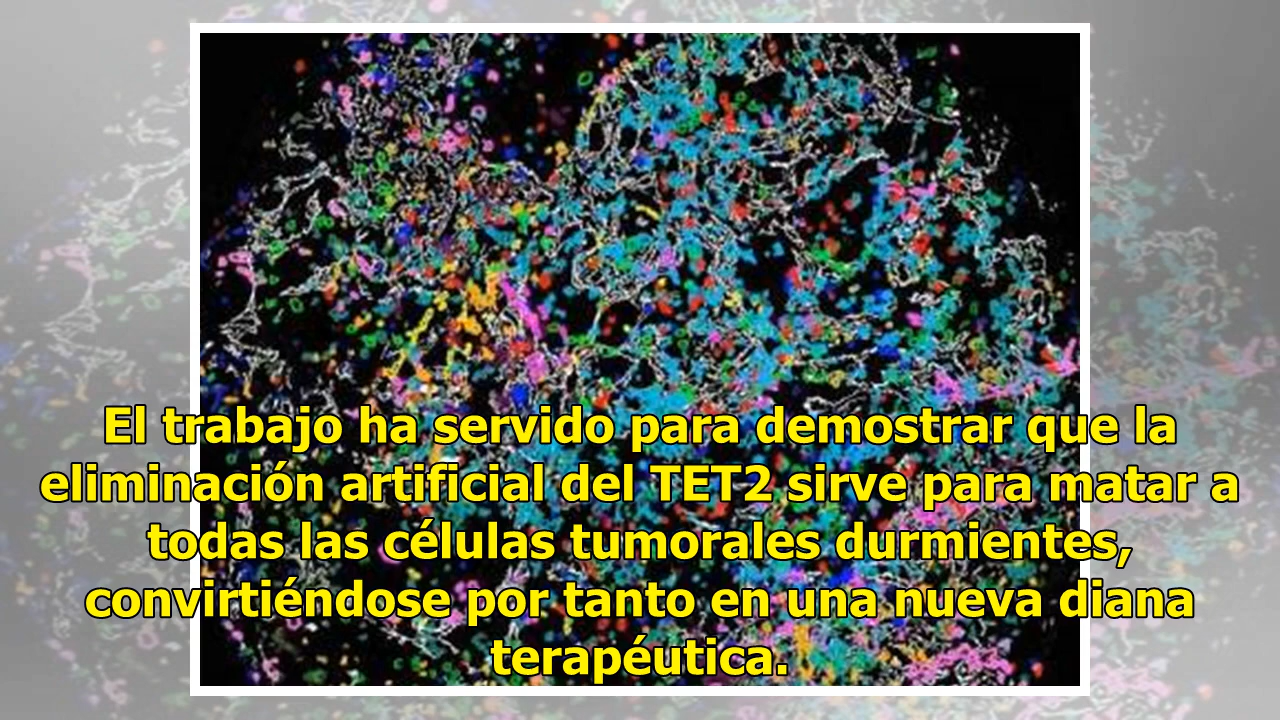 El trabajo ha servido para demostrar que la
eliminación artificial del TET2 sirve para matar a
todas las células tumorales durmientes,
convirtiéndose por tanto en una nueva diana
terapéutica.